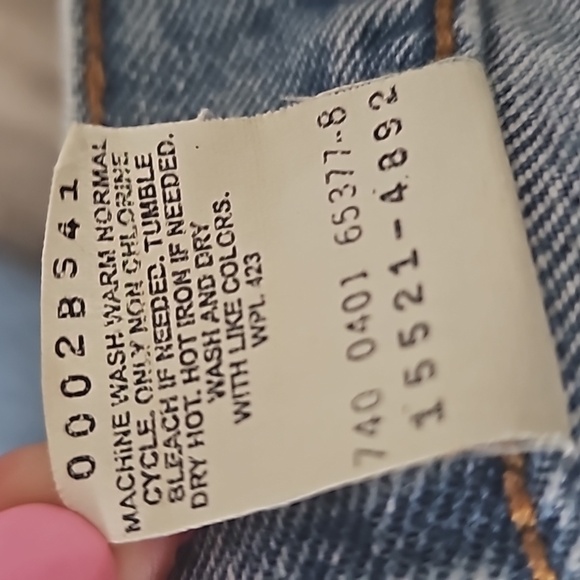 0002BS41
MACHINE WASH WARM NORMAL
CYCLE. ONLY NON CHLORINE
BLEACH IF NEEDED. TUMBLE
DRY HOT. HOT IRON IF NEEDED.
WASH AND DRY
WITH LIKE COLORS.
WPL 423
740 0401 65377-8
15521-4892